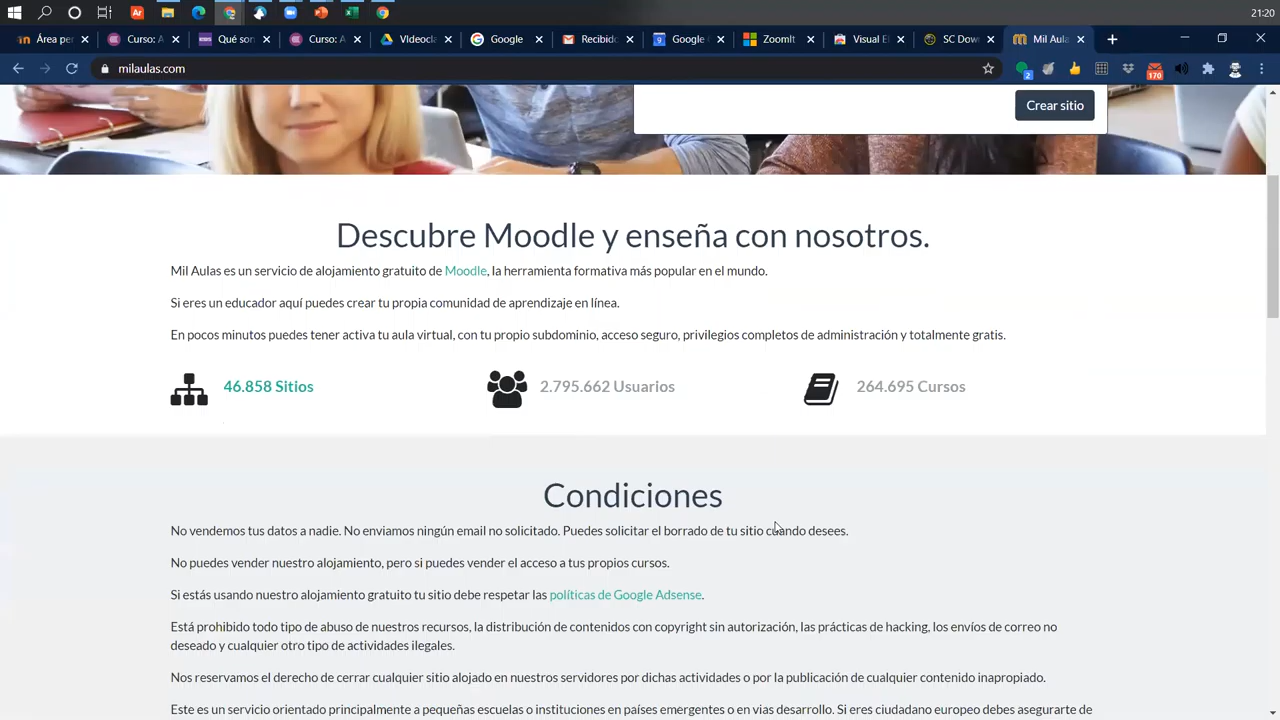 21:20
Área per
Curso: A
Qué son
Curso: A
VIdeocla
Google
Recibido
Google
ZoomIt
Visual El
SC Dow
Mil Aula
milaulas.com
2
170
Crear sitio
Descubre Moodle y enseña con nosotros.
Mil Aulas es un servicio de alojamiento gratuito de Moodle, la herramienta formativa más popular en el mundo.
Si eres un educador aquí puedes crear tu propia comunidad de aprendizaje en línea.
En pocos minutos puedes tener activa tu aula virtual, con tu propio subdominio, acceso seguro, privilegios completos de administración y totalmente gratis.
46.858 Sitios
2.795.662 Usuarios
264.695 Cursos
Condiciones
No vendemos tus datos a nadie. No enviamos ningún email no solicitado. Puedes solicitar el borrado de tu sitio cuando desees.
No puedes vender nuestro alojamiento, pero si puedes vender el acceso a tus propios cursos.
Si estás usando nuestro alojamiento gratuito tu sitio debe respetar las políticas de Google Adsense.
Está prohibido todo tipo de abuso de nuestros recursos, la distribución de contenidos con copyright sin autorización, las prácticas de hacking, los envíos de correo no
deseado y cualquier otro tipo de actividades ilegales.
Nos reservamos el derecho de cerrar cualquier sitio alojado en nuestros servidores por dichas actividades o por la publicación de cualquier contenido inapropiado.
Este es un servicio orientado principalmente a pequeñas escuelas o instituciones en países emergentes o en vias desarrollo. Si eres ciudadano europeo debes asegurarte de